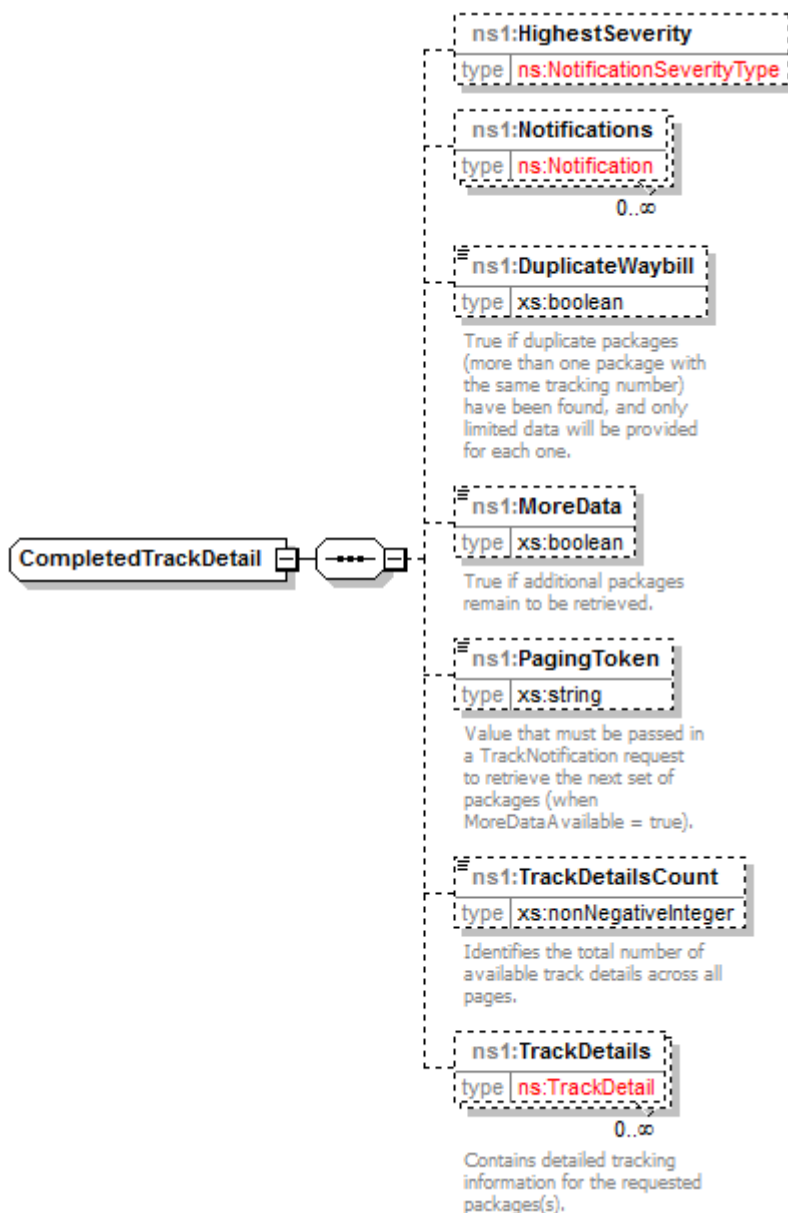 ns1:HighestSeverity
type ns:NotificationSeverityType
ns1:Notifications
type ns:Notification
0..∞
ns1:DuplicateWaybill
type xs:boolean
True if duplicate packages
(more than one package with
the same tracking number)
have been found, and only
limited data will be provided
for each one.
ns1:MoreData
type xs:boolean
True if additional packages
remain to be retrieved.
CompletedTrackDetail
ns1:PagingToken
type xs:string
Value that must be passed in
a TrackNotification request
to retrieve the next set of
packages (when
MoreDataAvailable = true).
ns1:TrackDetailsCount
type xs:nonNegativeInteger
Identifies the total number of
available track details across all
pages.
ns1:TrackDetails
type ns:TrackDetail
0..∞
Contains detailed tracking
information for the requested
packages(s).